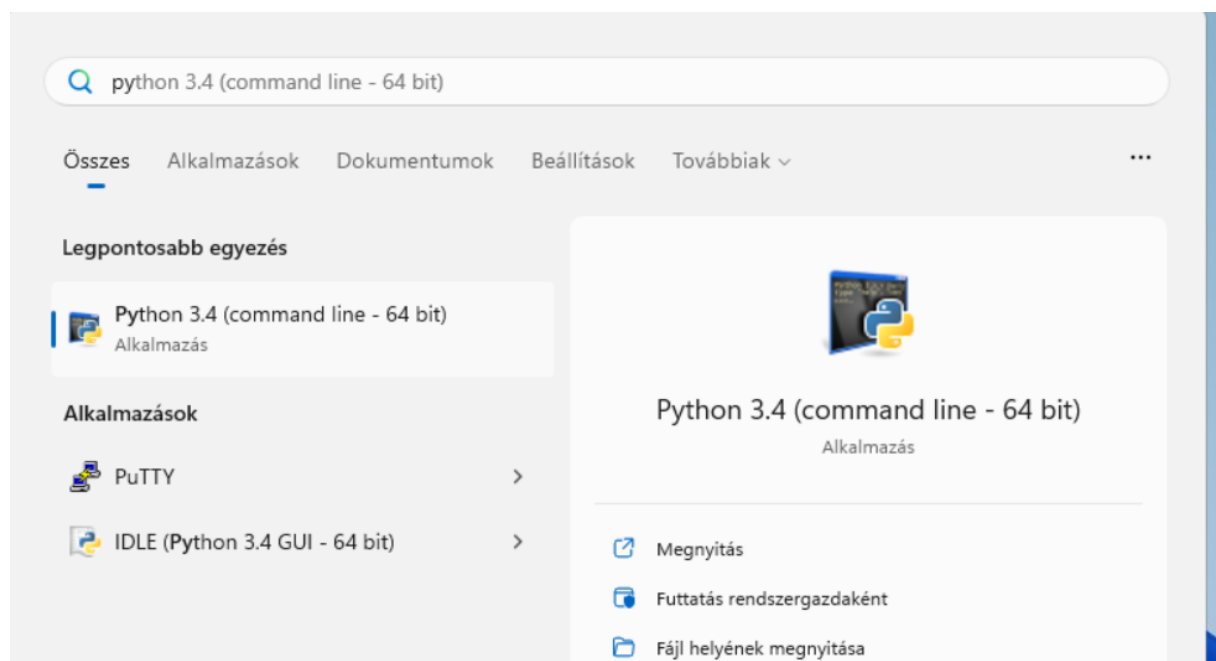 python 3.4 (command line - 64 bit)
Összes Alkalmazások Dokumentumok Beállítások Továbbiak
Legpontosabb egyezés
Python 3.4 (command line - 64 bit)
Alkalmazás
Alkalmazások
PuTTY
IDLE (Python 3.4 GUI - 64 bit)
Python 3.4 (command line - 64 bit)
Alkalmazás
Megnyitás
Futtatás rendszergazdaként
Fájl helyének megnyitása